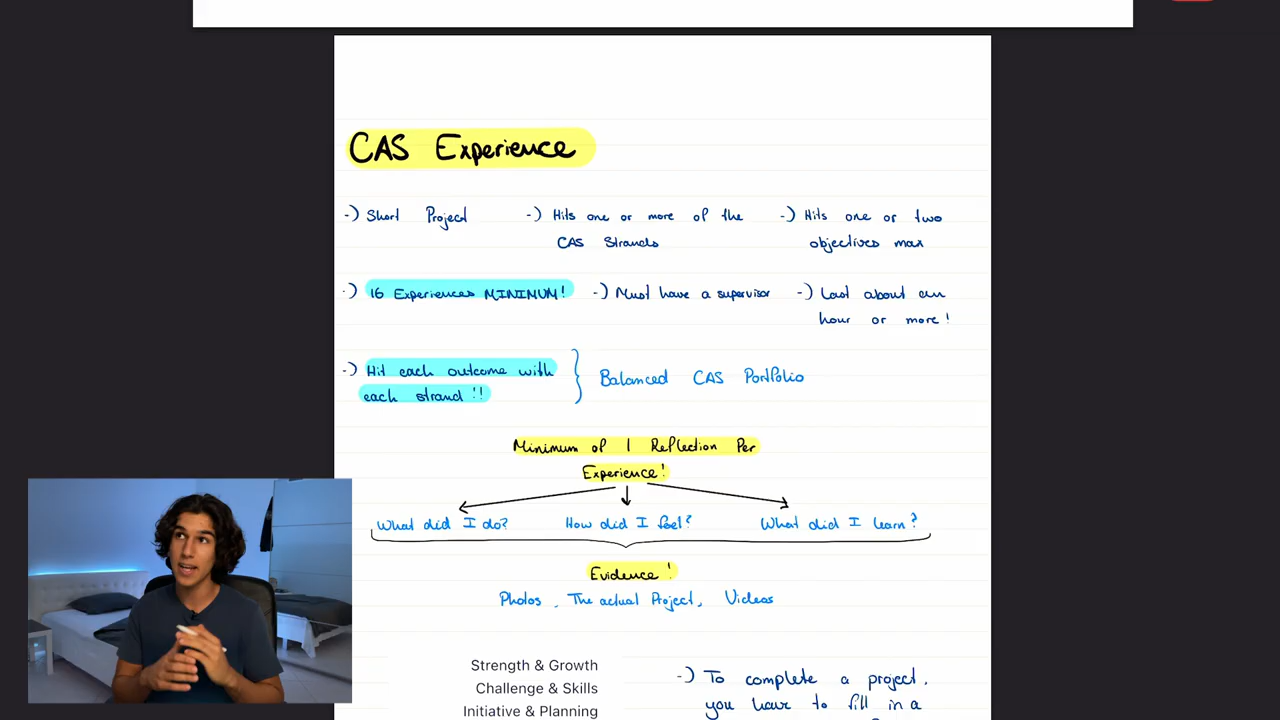 CAS Experience
-) Short Project
-) Hits one or more of the
CAS Strands
-) Hits one or two
objectives max
-) 16 Experiences MINIMUM!
-) Must have a supervisor
-) Last about an
hour or more!
-) Hit each outcome with
each strand!!
Balanced CAS Portfolio
Minimum of 1 Reflection Per
Experience!
What did I do?
How did I feel?
What did I learn?
Evidence!
Photos, The actual Project, Videos
Strength & Growth
Challenge & Skills
Initiative & Planning
-) To complete a project,
you have to fill in a